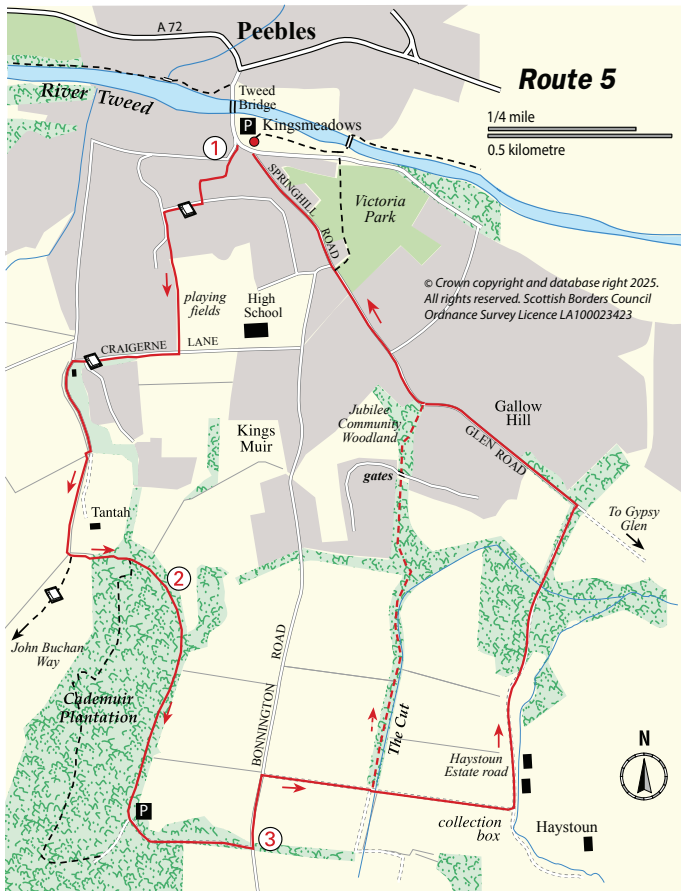 A 72
Peebles
Route 5
River Tweed
Tweed
Bridge
1/4 mile
P
Kingsmeadows
0.5 kilometre
1
SPRINGHILL
ROAD
Victoria
Park
© Crown copyright and database right 2025.
All rights reserved. Scottish Borders Council
Ordnance Survey Licence LA100023423
playing
fields
High
School
CRAIGERNE LANE
Jubilee
Community
Woodland
Gallow
Hill
Kings
Muir
GLEN ROAD
gates
Tantah
To Gypsy
Glen
2
John Buchan
Way
BONNINGTON ROAD
Cademuir
Plantation
The Cut
Haystoun
Estate road
N
P
collection
box
Haystoun
3